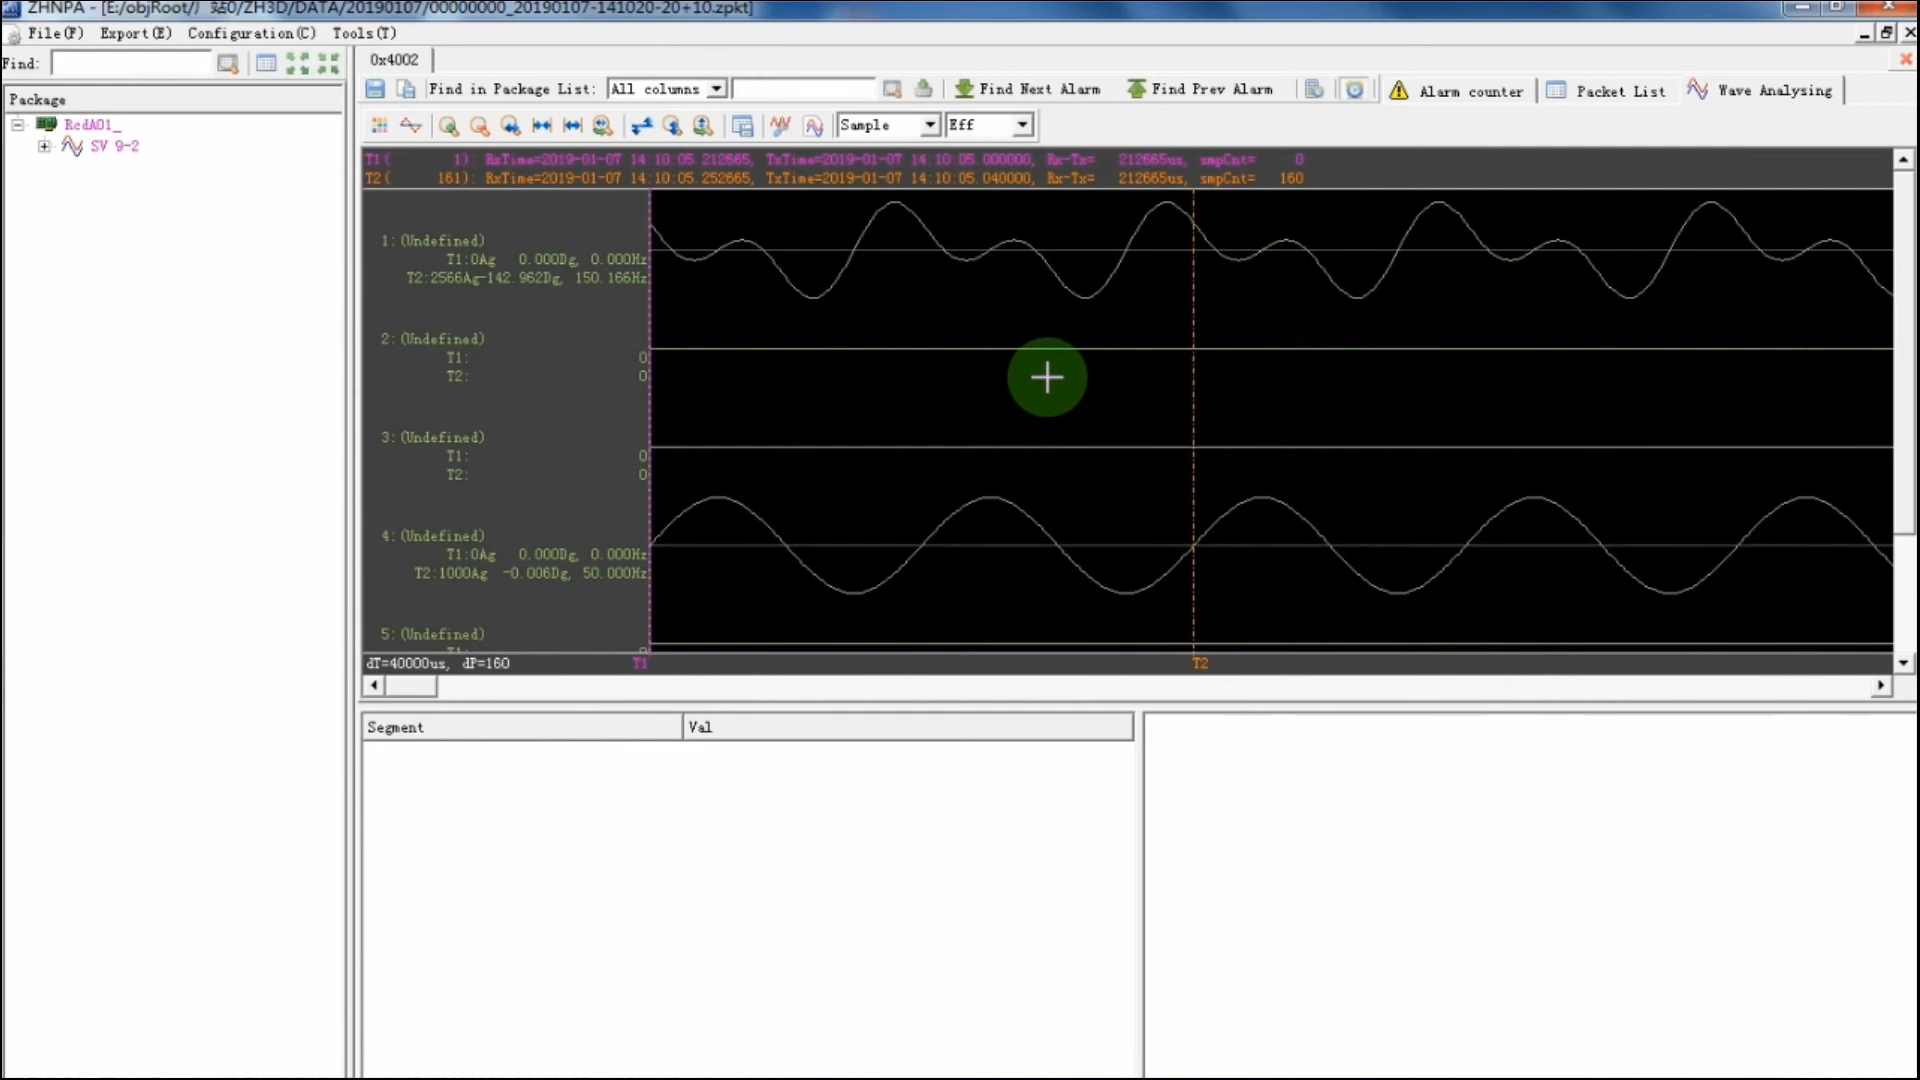 ZHNPA - [E:/objRoot// 站0/ZH3D/DATA/20190107/00000000_20190107-141020-20+10.zpkt]
File(F) Export(E) Configuration(C) Tools(T)
Find:
Package
RcdA01_
SV 9-2
0x4002
Find in Package List: All columns Find Next Alarm Find Prev Alarm Alarm counter Packet List Wave Analysing
Sample Eff
T1( 1): RxTime=2019-01-07 14:10:05.212665, TxTime=2019-01-07 14:10:05.000000, Rx-Tx= 212665us, smpCnt= 0
T2( 161): RxTime=2019-01-07 14:10:05.252665, TxTime=2019-01-07 14:10:05.040000, Rx-Tx= 212665us, smpCnt= 160
1:(Undefined)
T1:0Ag 0.000Dg, 0.000Hz
T2:2566Ag-142.962Dg, 150.166Hz
2:(Undefined)
T1: 0
T2: 0
3:(Undefined)
T1: 0
T2: 0
4:(Undefined)
T1:0Ag 0.000Dg, 0.000Hz
T2:1000Ag -0.006Dg, 50.000Hz
5:(Undefined)
dT=40000us, dP=160 T1 T2
Segment Val